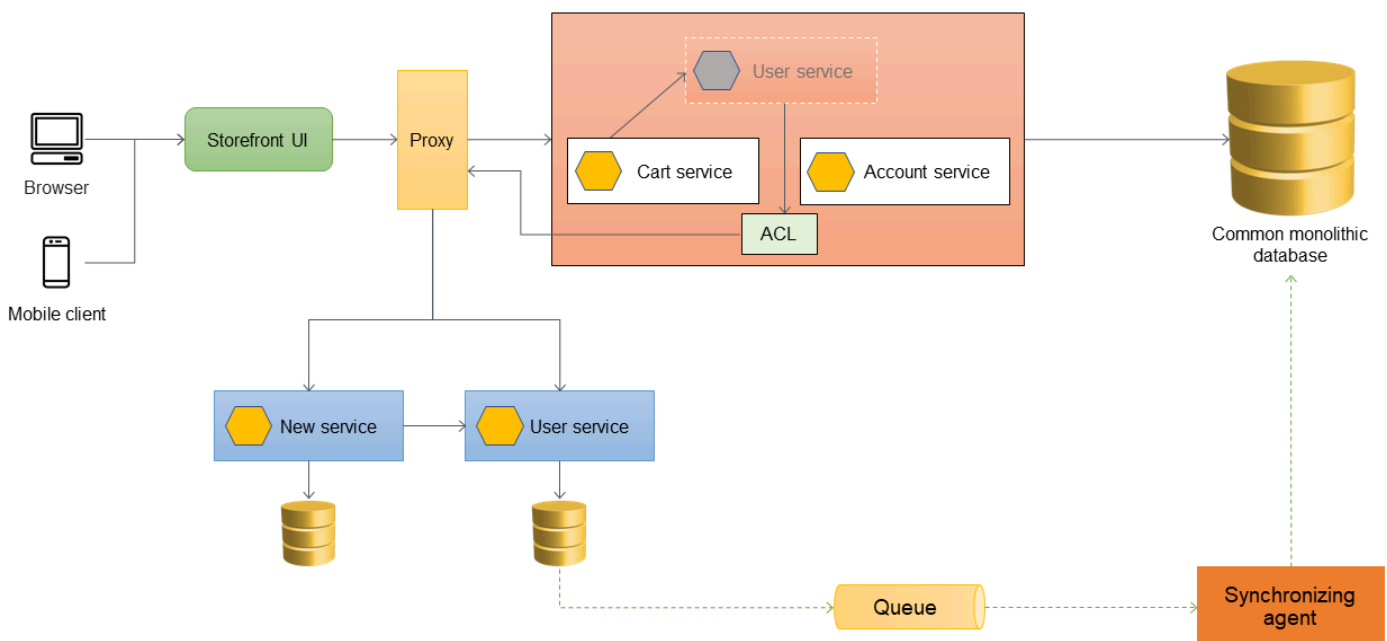 User service
Storefront UI
Proxy
Cart service
Account service
Browser
ACL
Common monolithic
database
Mobile client
New service
User service
Queue
Synchronizing
agent